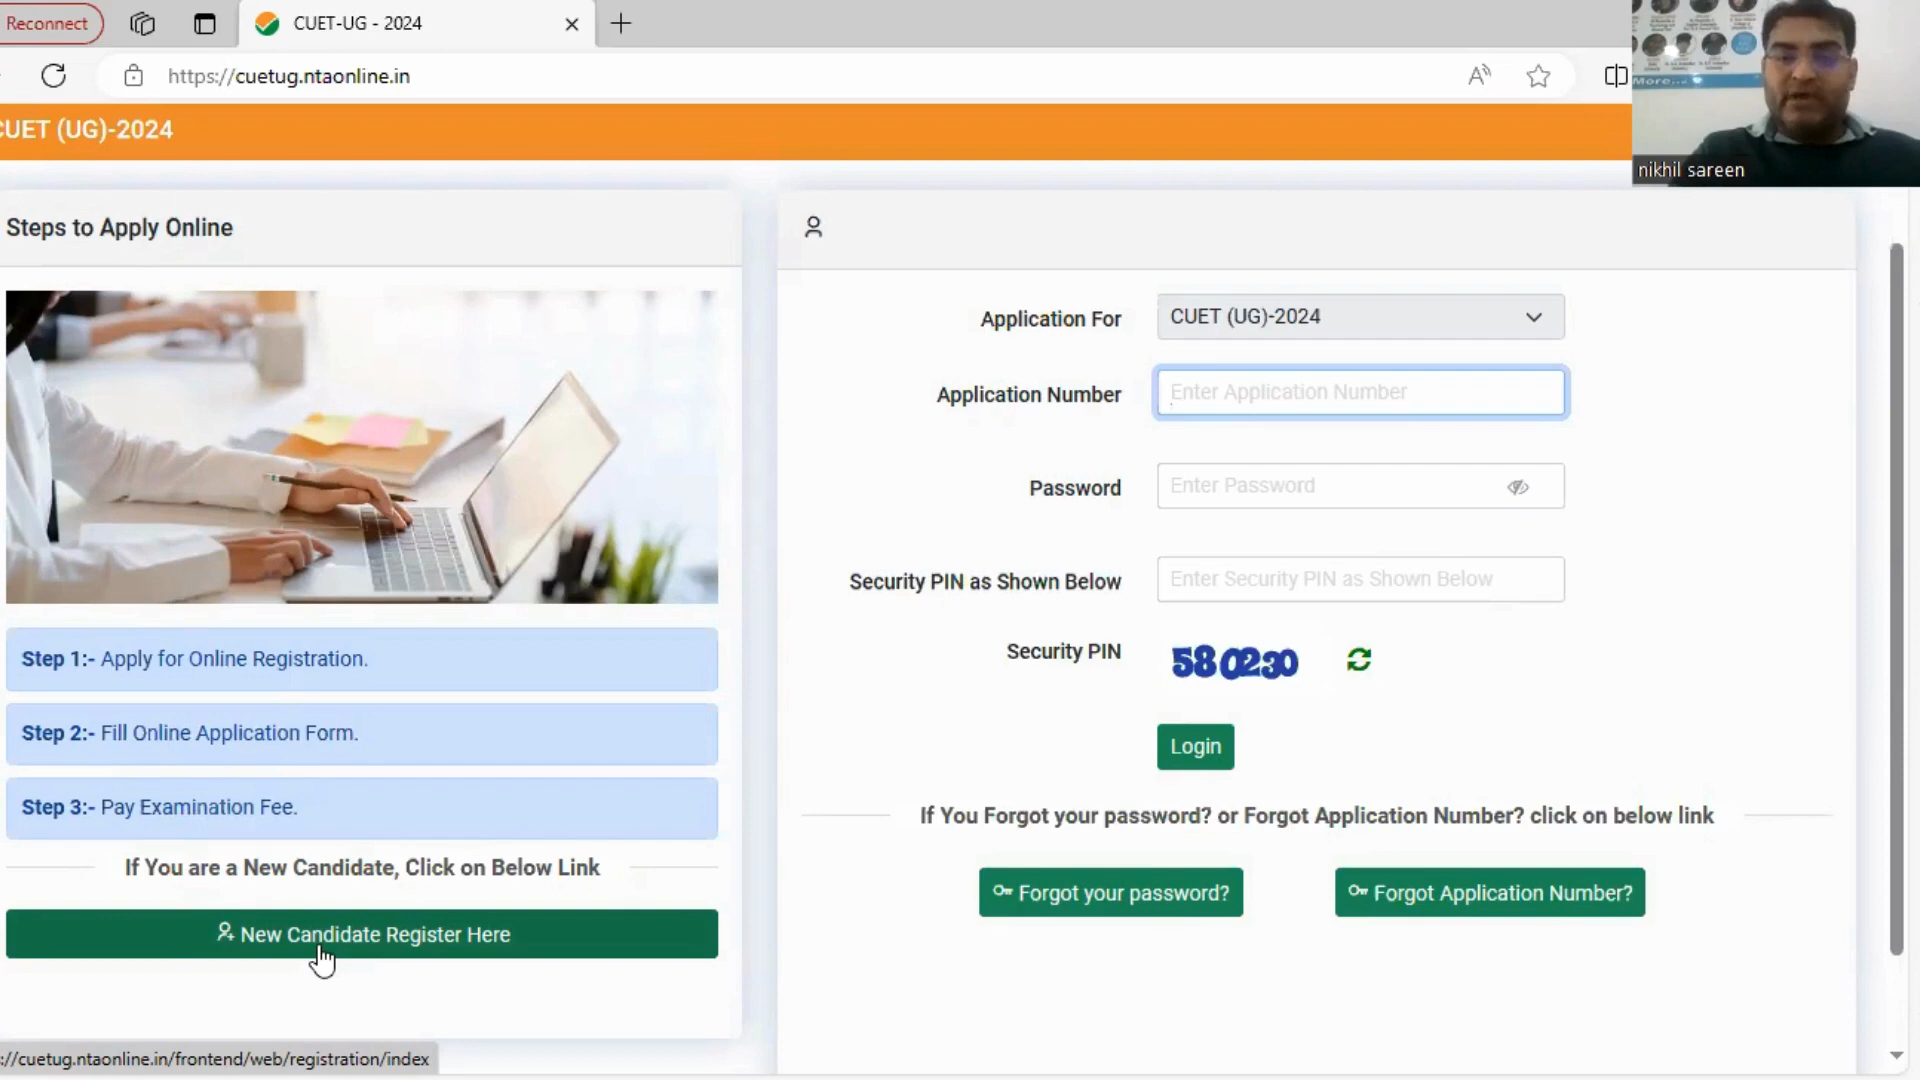 Reconnect
CUET-UG - 2024
https://cuetug.ntaonline.in
More...
nikhil sareen
CUET (UG)-2024
Steps to Apply Online
Step 1:- Apply for Online Registration.
Step 2:- Fill Online Application Form.
Step 3:- Pay Examination Fee.
If You are a New Candidate, Click on Below Link
New Candidate Register Here
Application For
CUET (UG)-2024
Application Number
Enter Application Number
Password
Enter Password
Security PIN as Shown Below
Enter Security PIN as Shown Below
Security PIN
580230
Login
If You Forgot your password? or Forgot Application Number? click on below link
Forgot your password?
Forgot Application Number?
://cuetug.ntaonline.in/frontend/web/registration/index